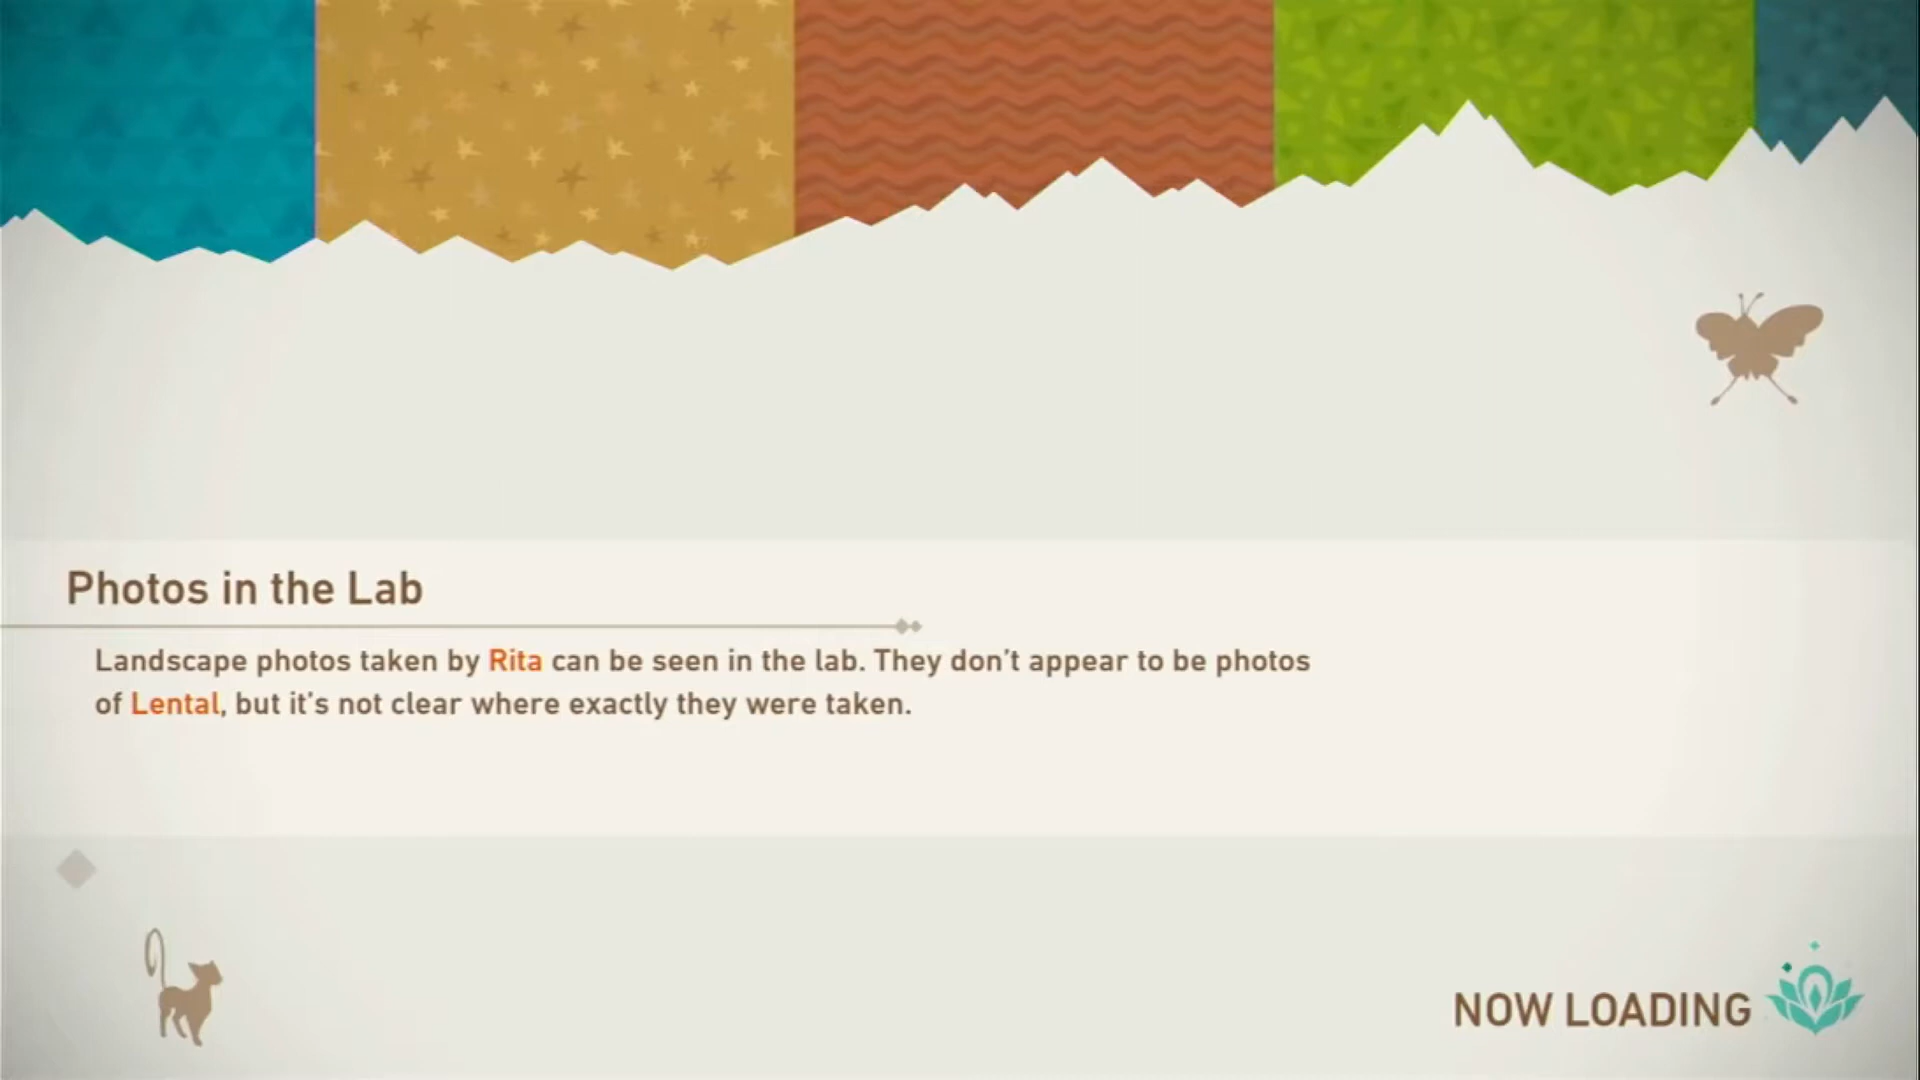 Photos in the Lab
Landscape photos taken by Rita can be seen in the lab. They don't appear to be photos
of Lental, but it's not clear where exactly they were taken.
NOW LOADING